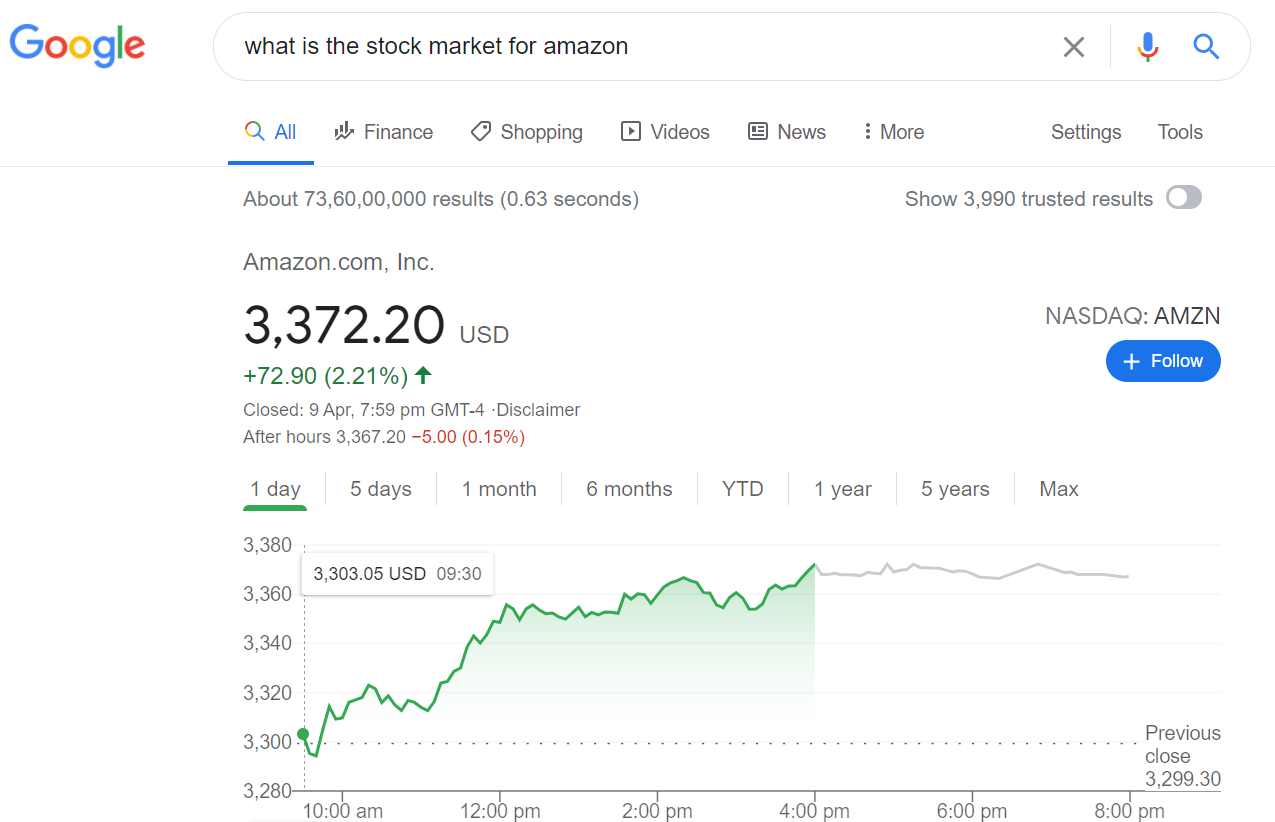 Google
what is the stock market for amazon
All Finance Shopping Videos News More Settings Tools
About 73,60,00,000 results (0.63 seconds) Show 3,990 trusted results
Amazon.com, Inc.
3,372.20 USD NASDAQ: AMZN
+72.90 (2.21%) Follow
Closed: 9 Apr, 7:59 pm GMT-4 ·Disclaimer
After hours 3,367.20 −5.00 (0.15%)
1 day 5 days 1 month 6 months YTD 1 year 5 years Max
3,380
3,303.05 USD 09:30
3,360
3,340
3,320
3,300
Previous
close
3,299.30
3,280
10:00 am 12:00 pm 2:00 pm 4:00 pm 6:00 pm 8:00 pm